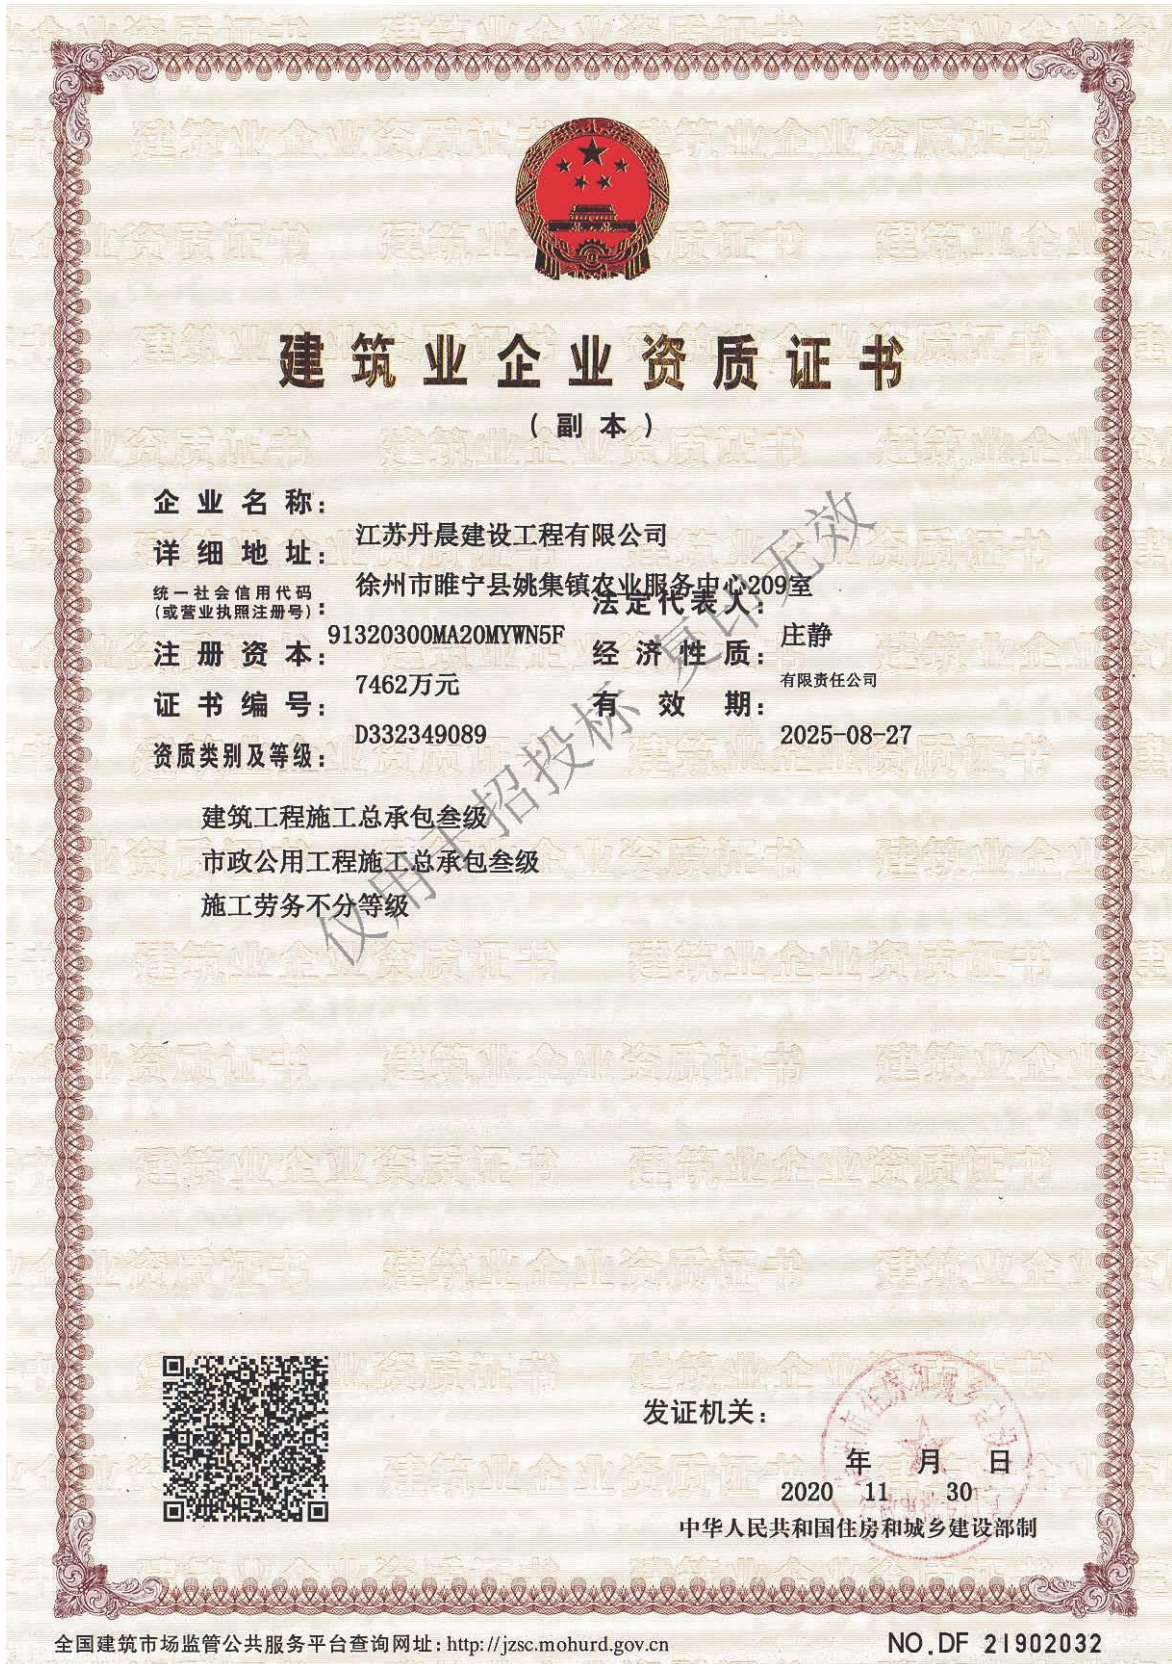 建筑业企业资质证书
（副本）
企业名称：
江苏丹晨建设工程有限公司
详细地址：
徐州市睢宁县姚集镇农业服务中心209室
统一社会信用代码
(或营业执照注册号)：
91320300MA20MYWN5F
法定代表人：
庄静
注册资本：
7462万元
经济性质：
有限责任公司
证书编号：
D332349089
有效期：
2025-08-27
资质类别及等级：
建筑工程施工总承包叁级
市政公用工程施工总承包叁级
施工劳务不分等级
仅用于招投标 复印无效
发证机关：
年 月 日
2020 11 30
中华人民共和国住房和城乡建设部制
全国建筑市场监管公共服务平台查询网址：http://jzsc.mohurd.gov.cn
NO.DF 21902032